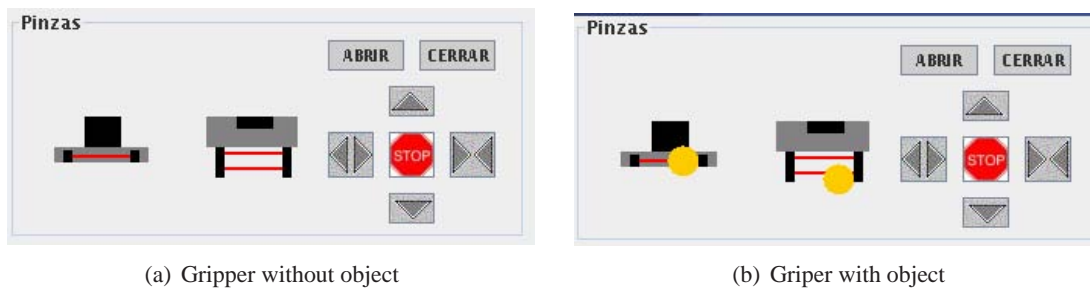 Pinzas
ABRIR CERRAR
STOP
Pinzas
ABRIR CERRAR
STOP
(a) Gripper without object
(b) Griper with object